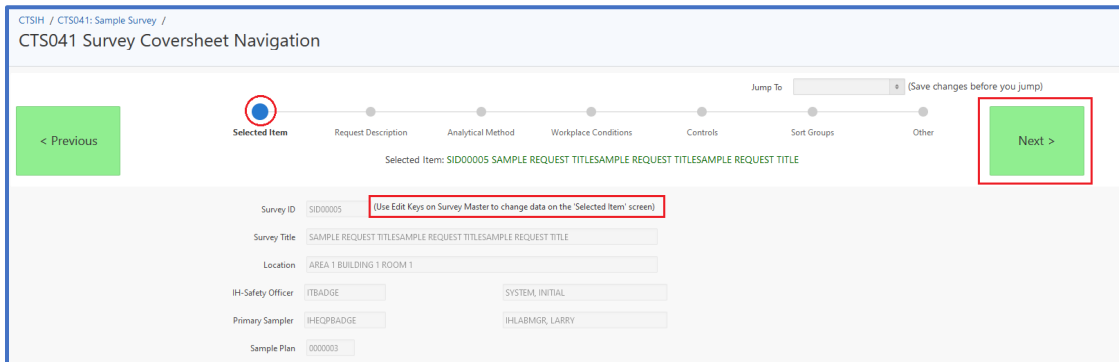 CTSIH / CTS041: Sample Survey /
CTS041 Survey Coversheet Navigation
Jump To (Save changes before you jump)
< Previous
Selected Item Request Description Analytical Method Workplace Conditions Controls Sort Groups Other
Next >
Selected Item: SID00005 SAMPLE REQUEST TITLESAMPLE REQUEST TITLESAMPLE REQUEST TITLE
Survey ID SID00005 (Use Edit Keys on Survey Master to change data on the 'Selected Item' screen)
Survey Title SAMPLE REQUEST TITLESAMPLE REQUEST TITLESAMPLE REQUEST TITLE
Location AREA 1 BUILDING 1 ROOM 1
IH-Safety Officer ITBADGE SYSTEM, INITIAL
Primary Sampler IHEQPBADGE IHLABMGR, LARRY
Sample Plan 0000003